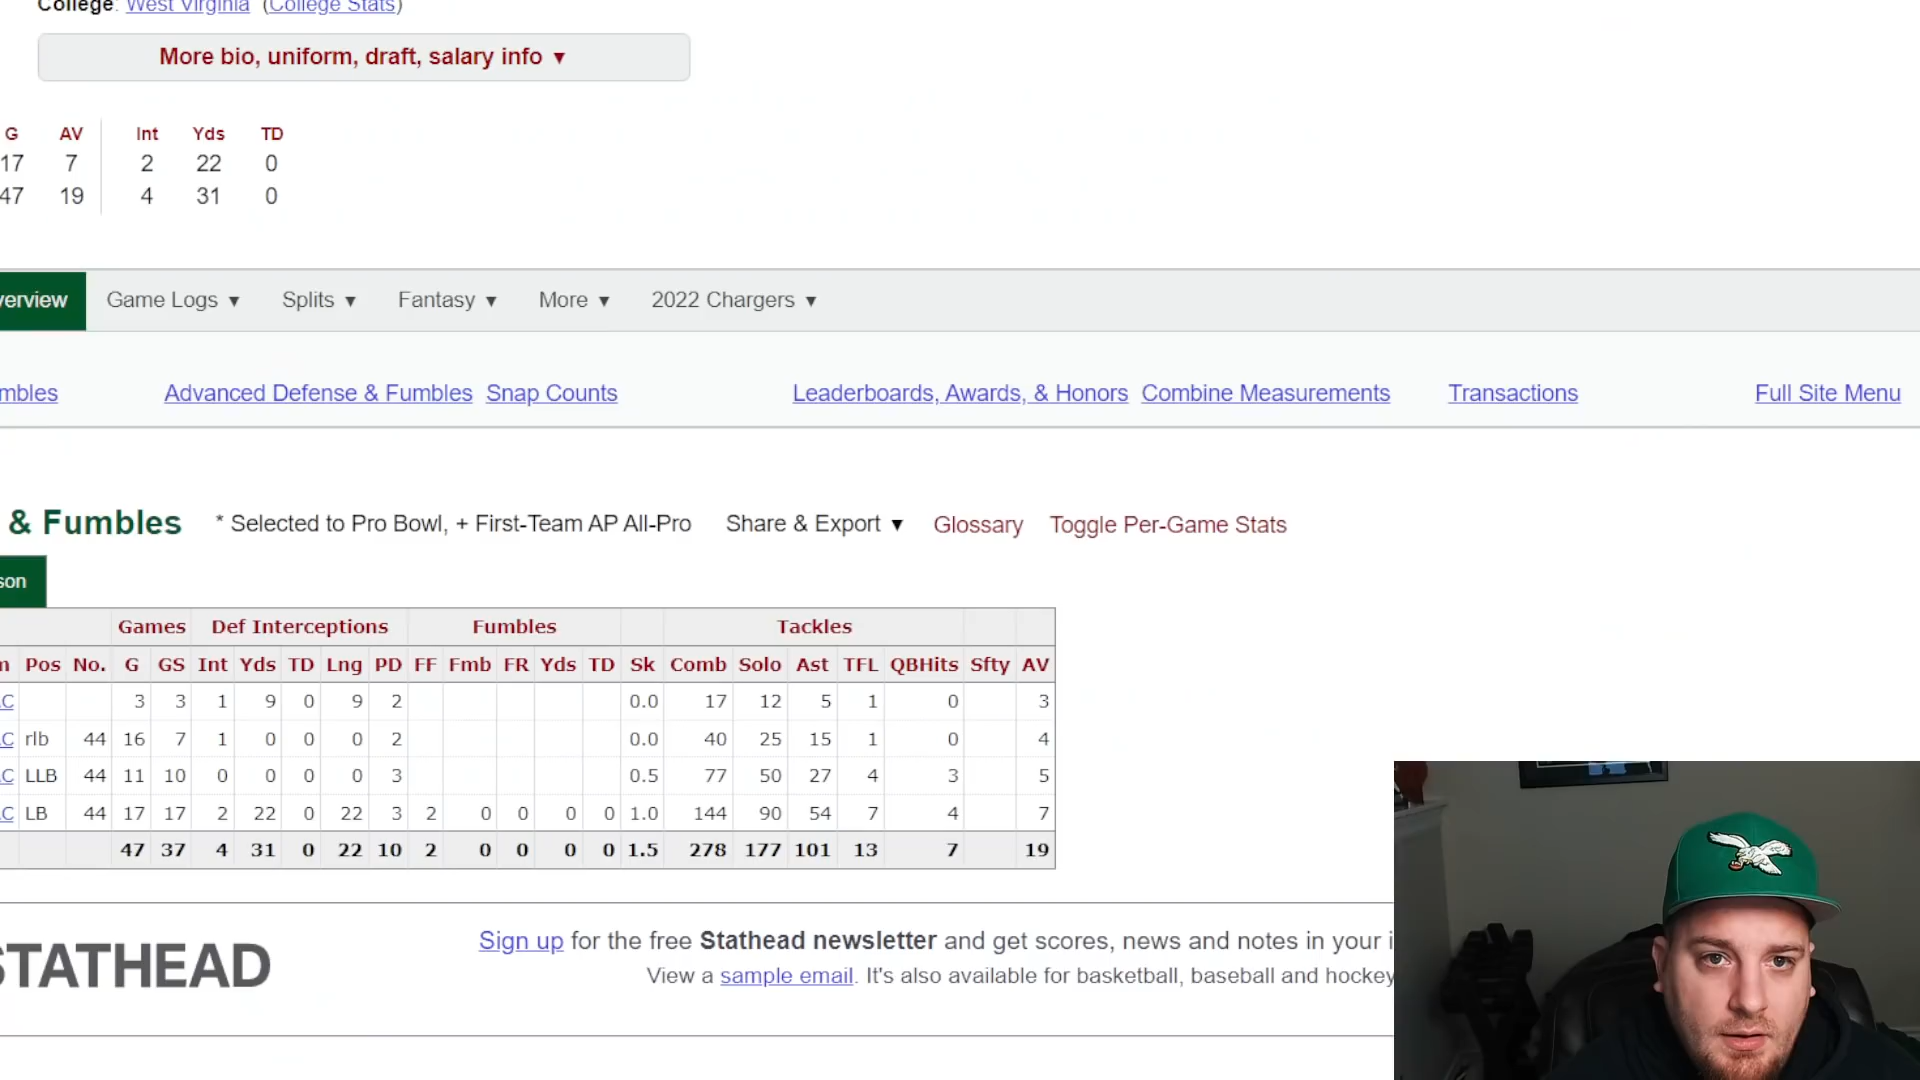 College: West Virginia (College Stats)
More bio, uniform, draft, salary info ▼
G AV Int Yds TD
17 7 2 22 0
47 19 4 31 0
verview Game Logs ▼ Splits ▼ Fantasy ▼ More ▼ 2022 Chargers ▼
mbles Advanced Defense & Fumbles Snap Counts Leaderboards, Awards, & Honors Combine Measurements Transactions Full Site Menu
& Fumbles * Selected to Pro Bowl, + First-Team AP All-Pro Share & Export ▼ Glossary Toggle Per-Game Stats
son
Games Def Interceptions Fumbles Tackles
m Pos No. G GS Int Yds TD Lng PD FF Fmb FR Yds TD Sk Comb Solo Ast TFL QBHits Sfty AV
C 3 3 1 9 0 9 2 0.0 17 12 5 1 0 3
C rlb 44 16 7 1 0 0 0 2 0.0 40 25 15 1 0 4
C LLB 44 11 10 0 0 0 0 3 0.5 77 50 27 4 3 5
C LB 44 17 17 2 22 0 22 3 2 0 0 0 0 1.0 144 90 54 7 4 7
47 37 4 31 0 22 10 2 0 0 0 0 1.5 278 177 101 13 7 19
STATHEAD
Sign up for the free Stathead newsletter and get scores, news and notes in your i
View a sample email. It's also available for basketball, baseball and hockey